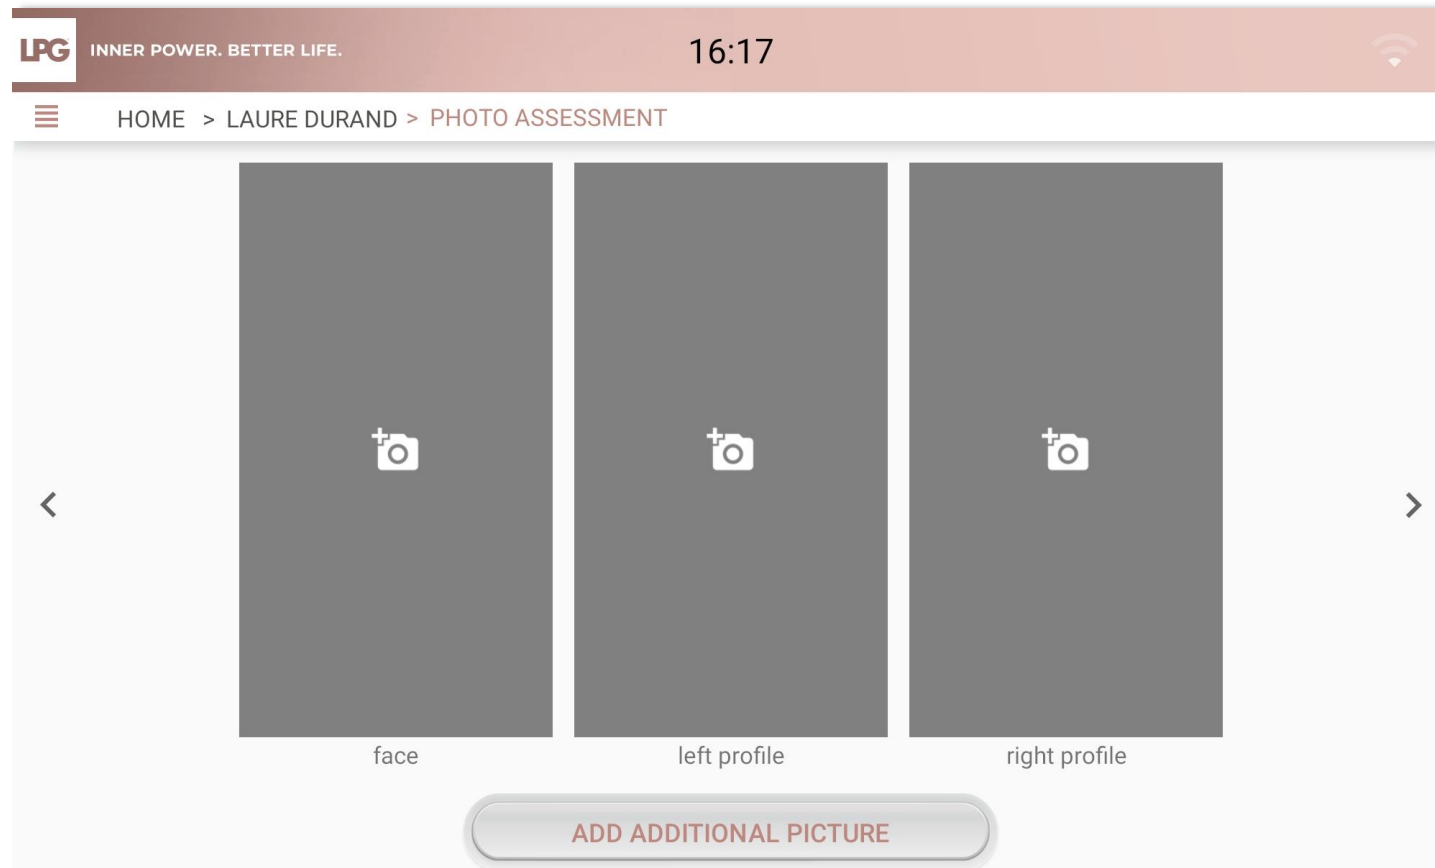 LPG INNER POWER. BETTER LIFE. 16:17
HOME > LAURE DURAND > PHOTO ASSESSMENT
face left profile right profile
ADD ADDITIONAL PICTURE